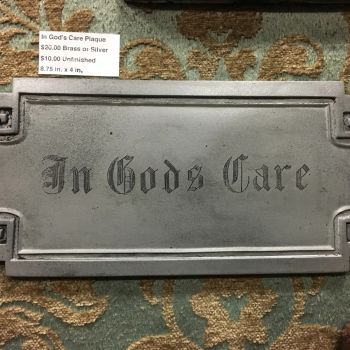 In God's Care Plaque
$20.00 Brass or Silver
$10.00 Unfinished
8.75 in. x 4 in.
In Gods Care